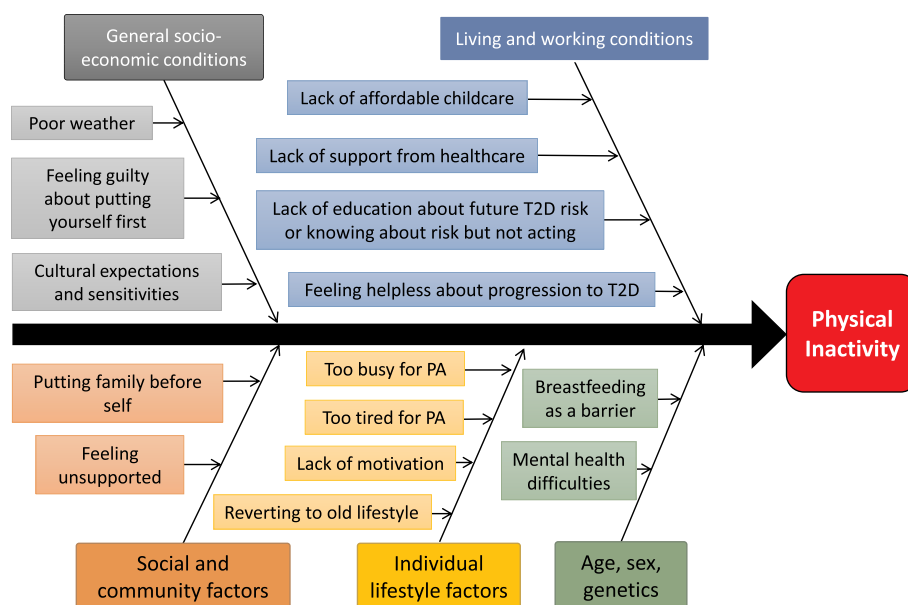 General socio-
economic conditions
Living and working conditions
Poor weather
Feeling guilty
about putting
yourself first
Cultural expectations
and sensitivities
Lack of affordable childcare
Lack of support from healthcare
Lack of education about future T2D risk
or knowing about risk but not acting
Feeling helpless about progression to T2D
Physical
Inactivity
Putting family before
self
Feeling
unsupported
Too busy for PA
Too tired for PA
Lack of motivation
Reverting to old lifestyle
Breastfeeding
as a barrier
Mental health
difficulties
Social and
community factors
Individual
lifestyle factors
Age, sex,
genetics